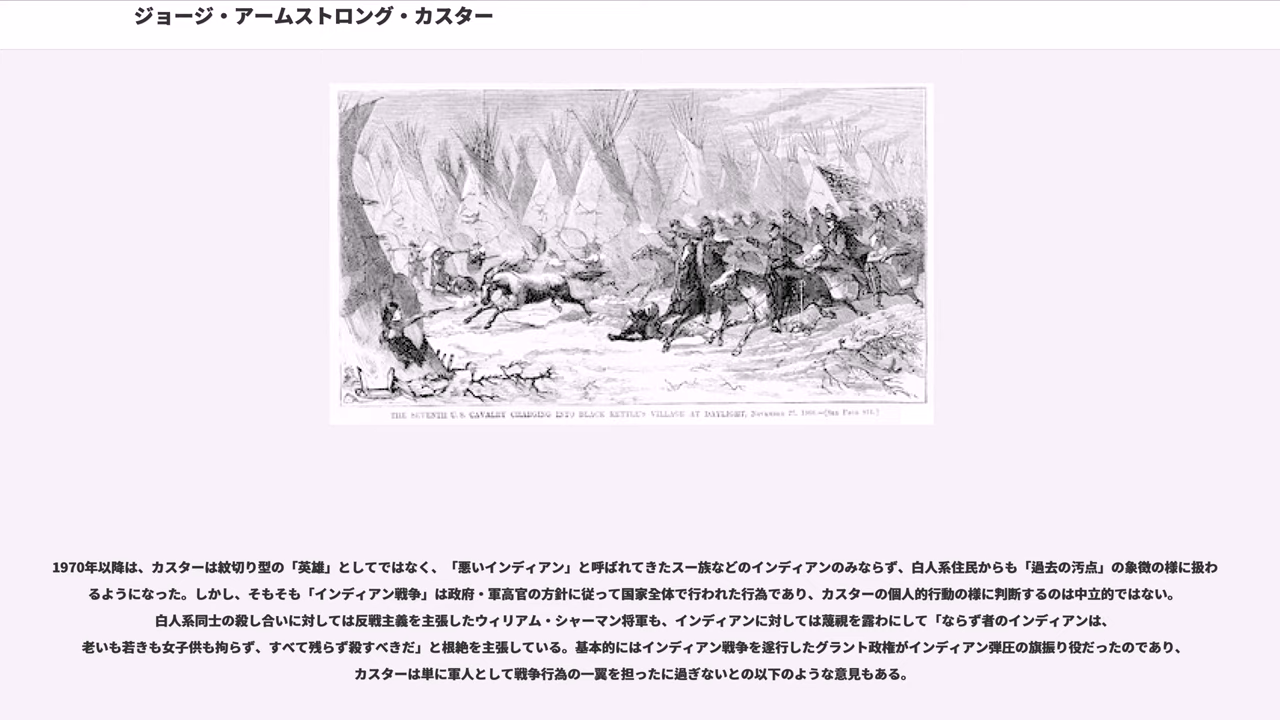 ジョージ・アームストロング・カスター
THE SEVENTH U.S. CAVALRY CHARGING INTO BLACK KETTLE'S VILLAGE AT DAYLIGHT, November 27, 1868.
1970年以降は、カスターは紋切り型の「英雄」としてではなく、「悪いインディアン」と呼ばれてきたスー族などのインディアンのみならず、白人系住民からも「過去の汚点」の象徴の様に扱わ
るようになった。しかし、そもそも「インディアン戦争」は政府・軍高官の方針に従って国家全体で行われた行為であり、カスターの個人的行動の様に判断するのは中立的ではない。
白人系同士の殺し合いに対しては反戦主義を主張したウィリアム・シャーマン将軍も、インディアンに対しては蔑視を露わにして「ならず者のインディアンは、
老いも若きも女子供も拘らず、すべて残らず殺すべきだ」と根絶を主張している。基本的にはインディアン戦争を遂行したグラント政権がインディアン弾圧の旗振り役だったのであり、
カスターは単に軍人として戦争行為の一翼を担ったに過ぎないとの以下のような意見もある。